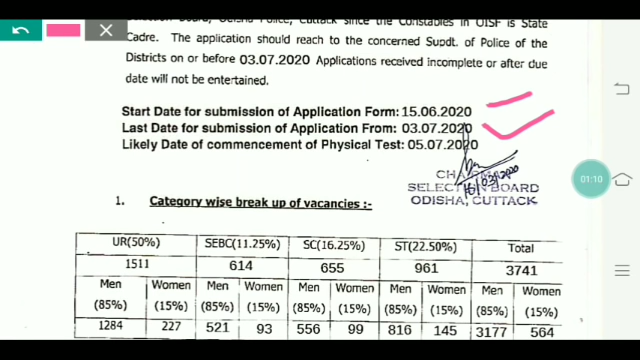 Selection Board, Odisha Police, Cuttack since the Constables in OISF is State
Cadre. The application should reach to the concerned Supdt. of Police of the
Districts on or before 03.07.2020 Applications received incomplete or after due
date will not be entertained.
Start Date for submission of Application Form: 15.06.2020
Last Date for submission of Application From: 03.07.2020
Likely Date of commencement of Physical Test: 05.07.2020
CHAIRMAN
SELECTION BOARD
ODISHA, CUTTACK
01:10
1. Category wise break up of vacancies :-
UR(50%) SEBC(11.25%) SC(16.25%) ST(22.50%) Total
1511 614 655 961 3741
Men Women Men Women Men Women Men Women Men Women
(85%) (15%) (85%) (15%) (85%) (15%) (85%) (15%) (85%) (15%)
1284 227 521 93 556 99 816 145 3177 564